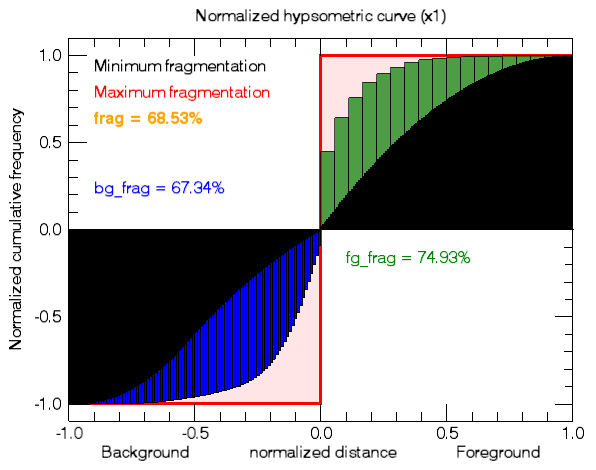 Normalized hypsometric curve (x1)
Normalized cumulative frequency
1.0
0.5
0.0
-0.5
-1.0
Minimum fragmentation
Maximum fragmentation
frag = 68.53%
bg_frag = 67.34%
fg_frag = 74.93%
-1.0 -0.5 0.0 0.5 1.0
Background normalized distance Foreground